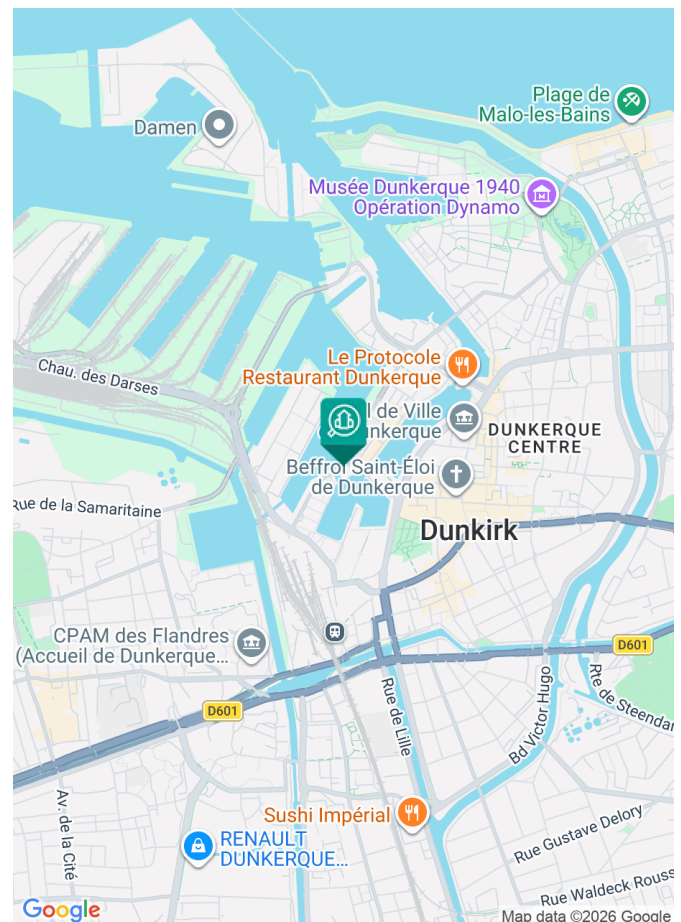 Plage de
Malo-les-Bains
Damen
Musée Dunkerque 1940
Opération Dynamo
Le Protocole
Restaurant Dunkerque
Chau. des Darses
l de Ville
unkerque
DUNKERQUE
CENTRE
Beffroi Saint-Éloi
de Dunkerque
Rue de la Samaritaine
Dunkirk
CPAM des Flandres
(Accueil de Dunkerque...
D601
D601
Rue de Lille
Bd Victor Hugo
Rte de Steendar
Av. de la Cité
Sushi Impérial
RENAULT
DUNKERQUE...
Rue Gustave Delory
Rue Waldeck Rouss
Google
Map data ©2026 Google